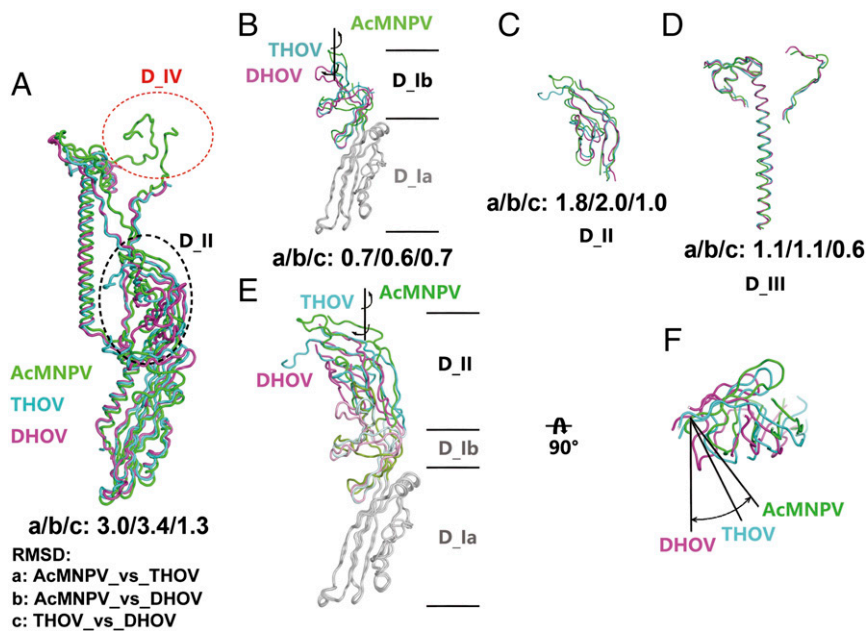 A
D_IV
D_II
AcMNPV
THOV
DHOV
a/b/c: 3.0/3.4/1.3
RMSD:
a: AcMNPV_vs_THOV
b: AcMNPV_vs_DHOV
c: THOV_vs_DHOV
B
AcMNPV
THOV
DHOV
D_Ib
D_Ia
a/b/c: 0.7/0.6/0.7
C
a/b/c: 1.8/2.0/1.0
D_II
D
a/b/c: 1.1/1.1/0.6
D_III
E
AcMNPV
THOV
DHOV
D_II
D_Ib
D_Ia
90°
F
AcMNPV
THOV
DHOV